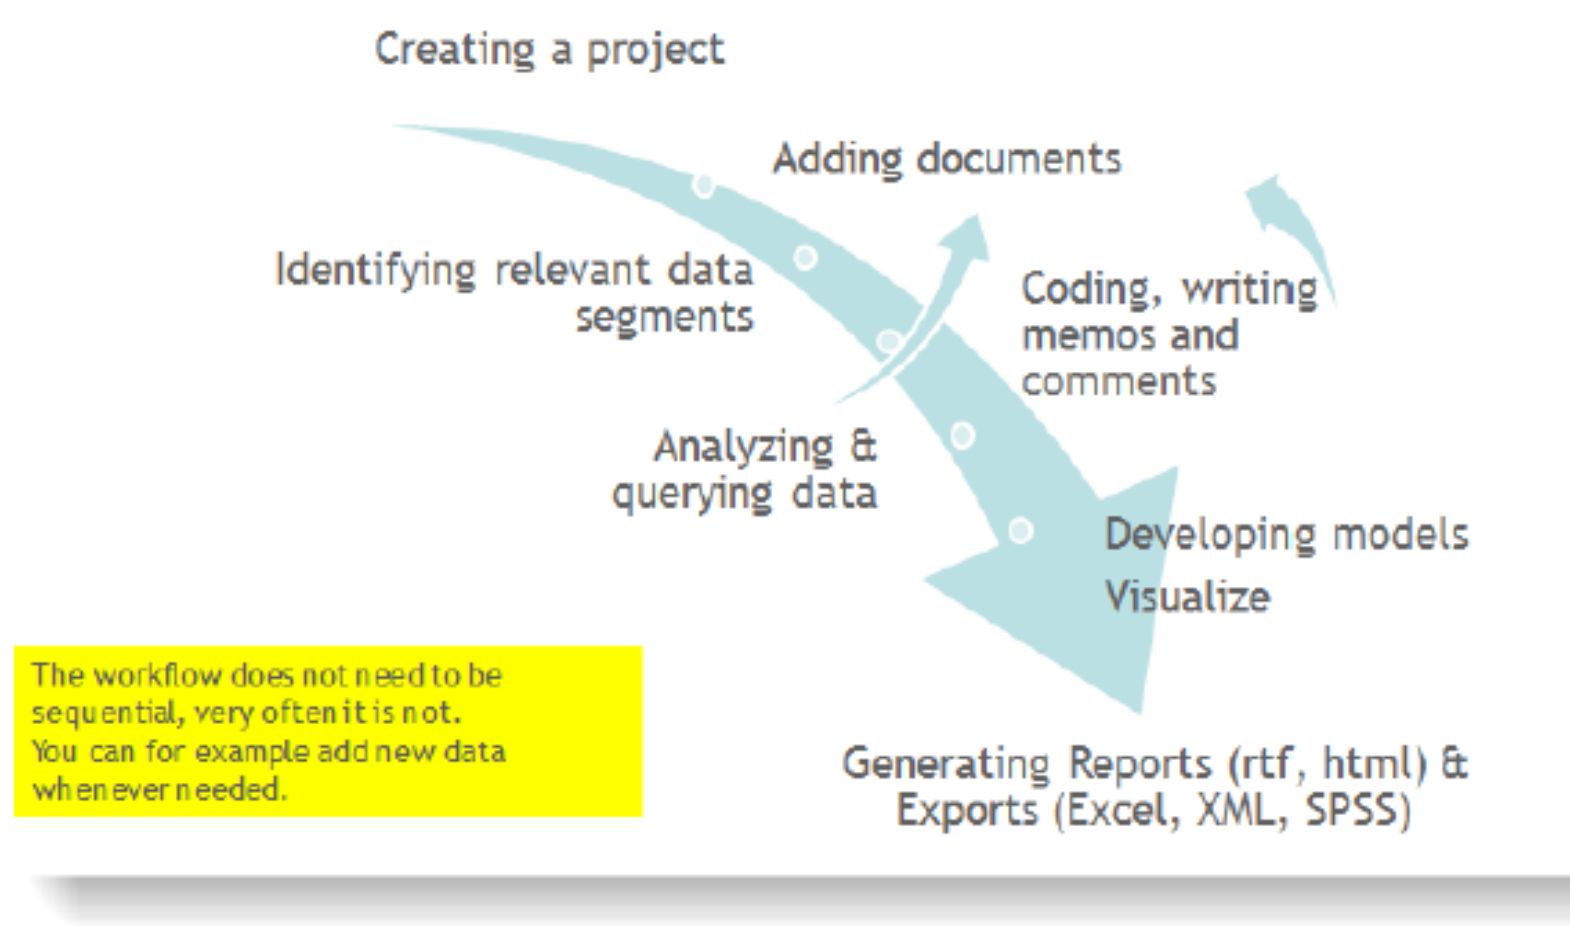 Creating a project
Adding documents
Identifying relevant data
segments
Coding, writing
memos and
comments
Analyzing &
querying data
Developing models
Visualize
The workflow does not need to be
sequential, very often it is not.
You can for example add new data
whenever needed.
Generating Reports (rtf, html) &
Exports (Excel, XML, SPSS)